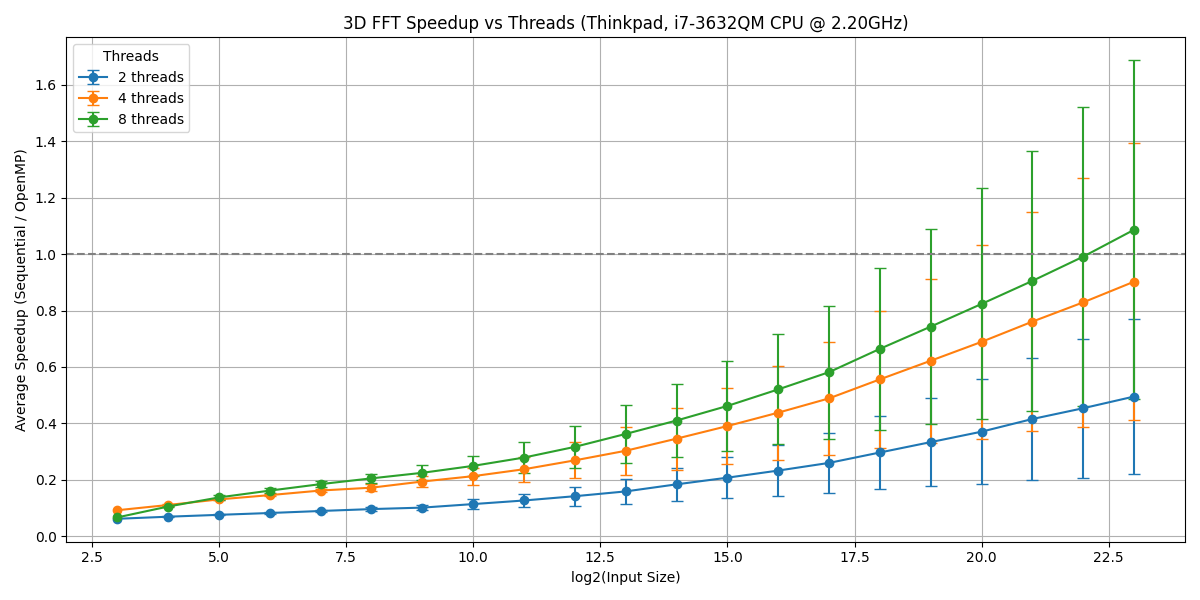 3D FFT Speedup vs Threads (Thinkpad, i7-3632QM CPU @ 2.20GHz)
Threads
2 threads
4 threads
8 threads
Average Speedup (Sequential / OpenMP)
1.6
1.4
1.2
1.0
0.8
0.6
0.4
0.2
0.0
2.5 5.0 7.5 10.0 12.5 15.0 17.5 20.0 22.5
log2(Input Size)